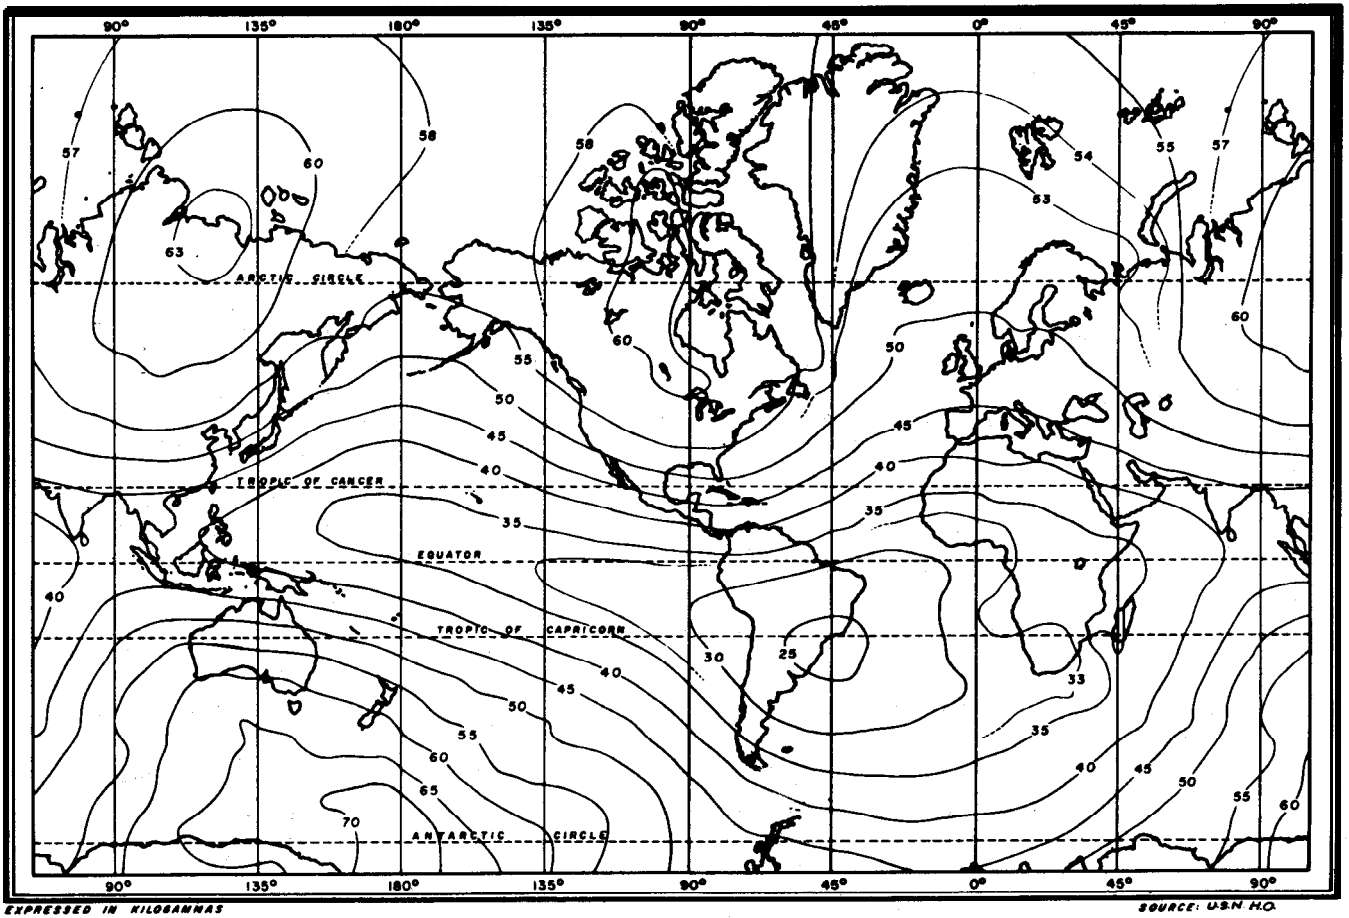 90° 135° 180° 135° 90° 45° 0° 45° 90°
58
57 60 58 54 55 57
53
63
ARCTIC CIRCLE
60 60
55 50
50
45 45
40 40
TROPIC OF CANCER
35 35
EQUATOR
40
TROPIC OF CAPRICORN
30 25
40 33
45
50
55 35
60 40 45
65 50
55 60
70
ANTARCTIC CIRCLE
90° 135° 180° 135° 90° 45° 0° 45° 90°
EXPRESSED IN KILOGAMMAS SOURCE: U.S.N. H.O.